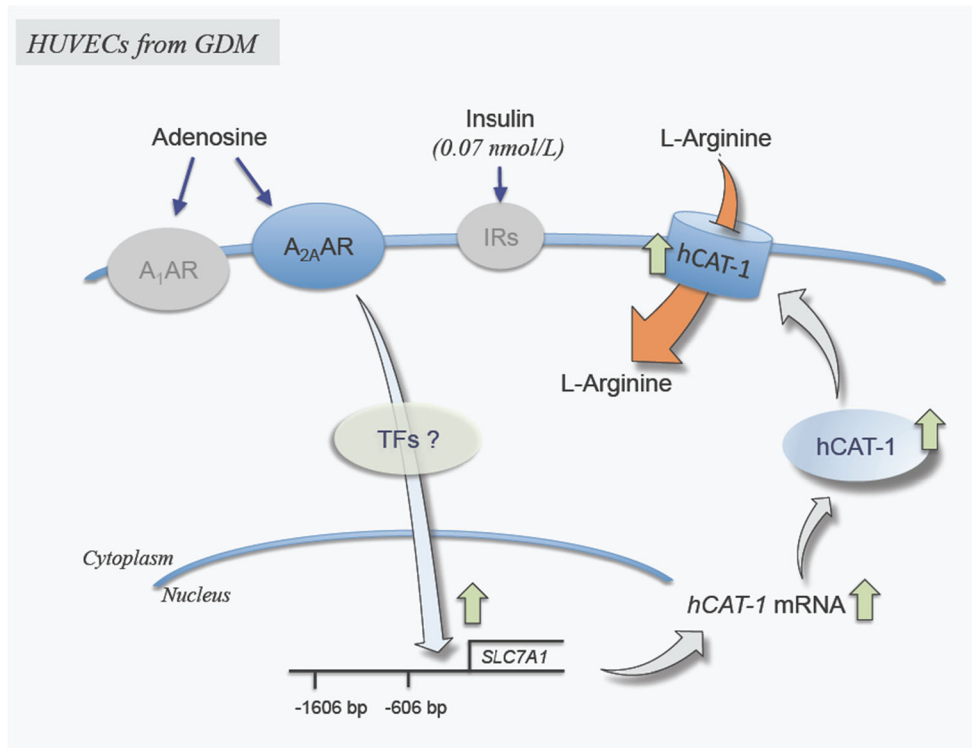 HUVECs from GDM
Adenosine
Insulin
(0.07 nmol/L)
L-Arginine
A₁AR
A₂ₐAR
IRs
hCAT-1
L-Arginine
TFs ?
hCAT-1
Cytoplasm
Nucleus
hCAT-1 mRNA
SLC7A1
-1606 bp
-606 bp